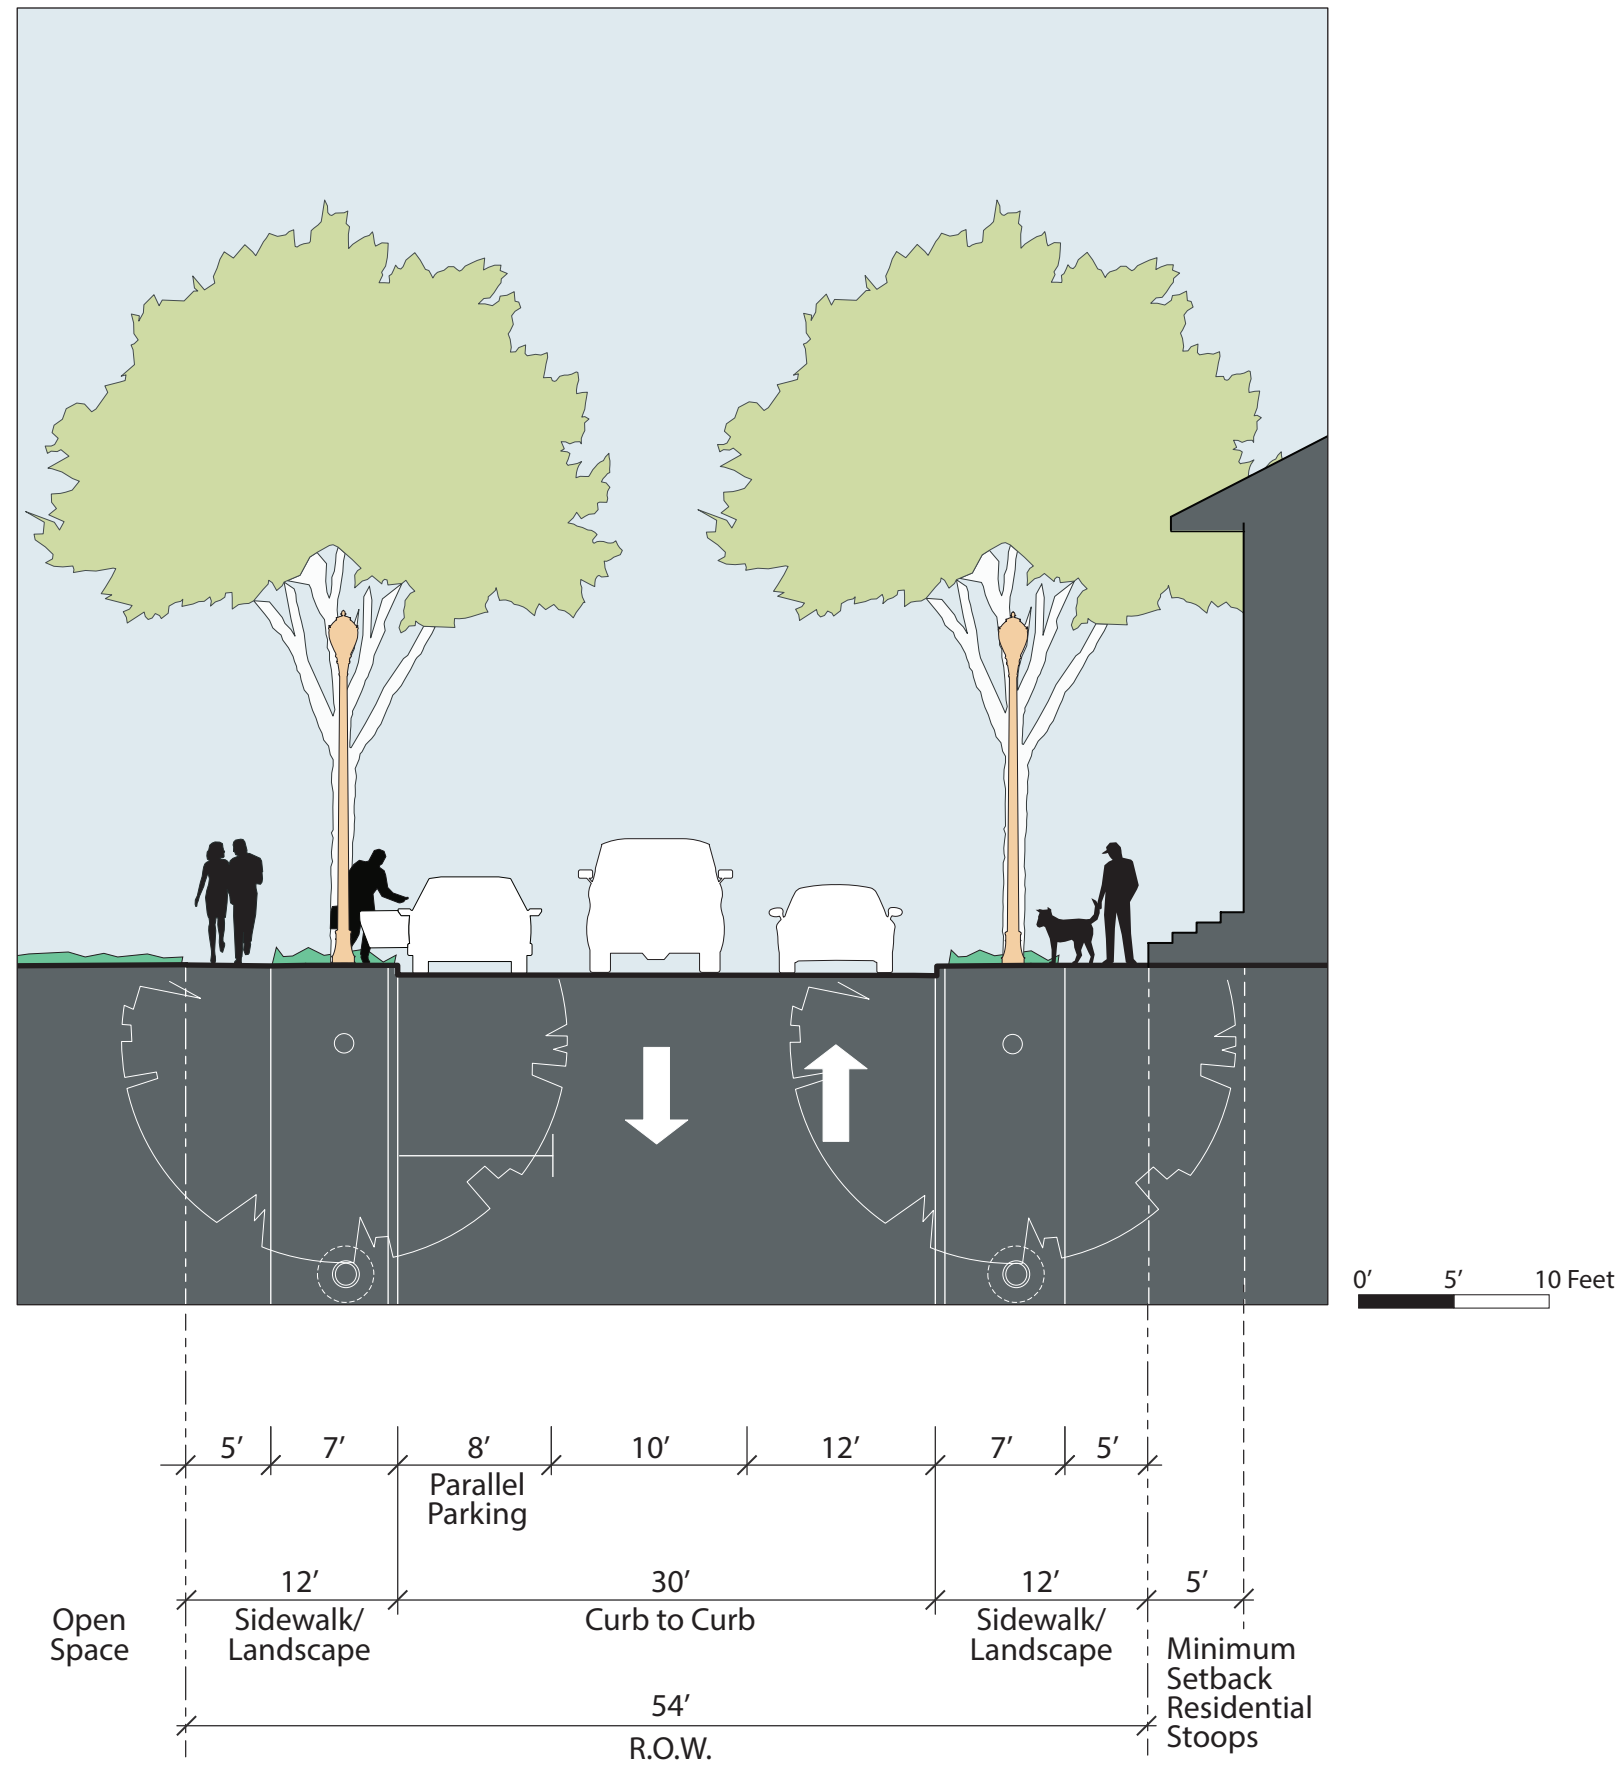 0’ 5’ 10 Feet
5’ 7’ 8’ 10’ 12’ 7’ 5’
Parallel
Parking
12’ 30’ 12’ 5’
Open
Space
Sidewalk/
Landscape
Curb to Curb
Sidewalk/
Landscape
Minimum
Setback
Residential
Stoops
54’
R.O.W.